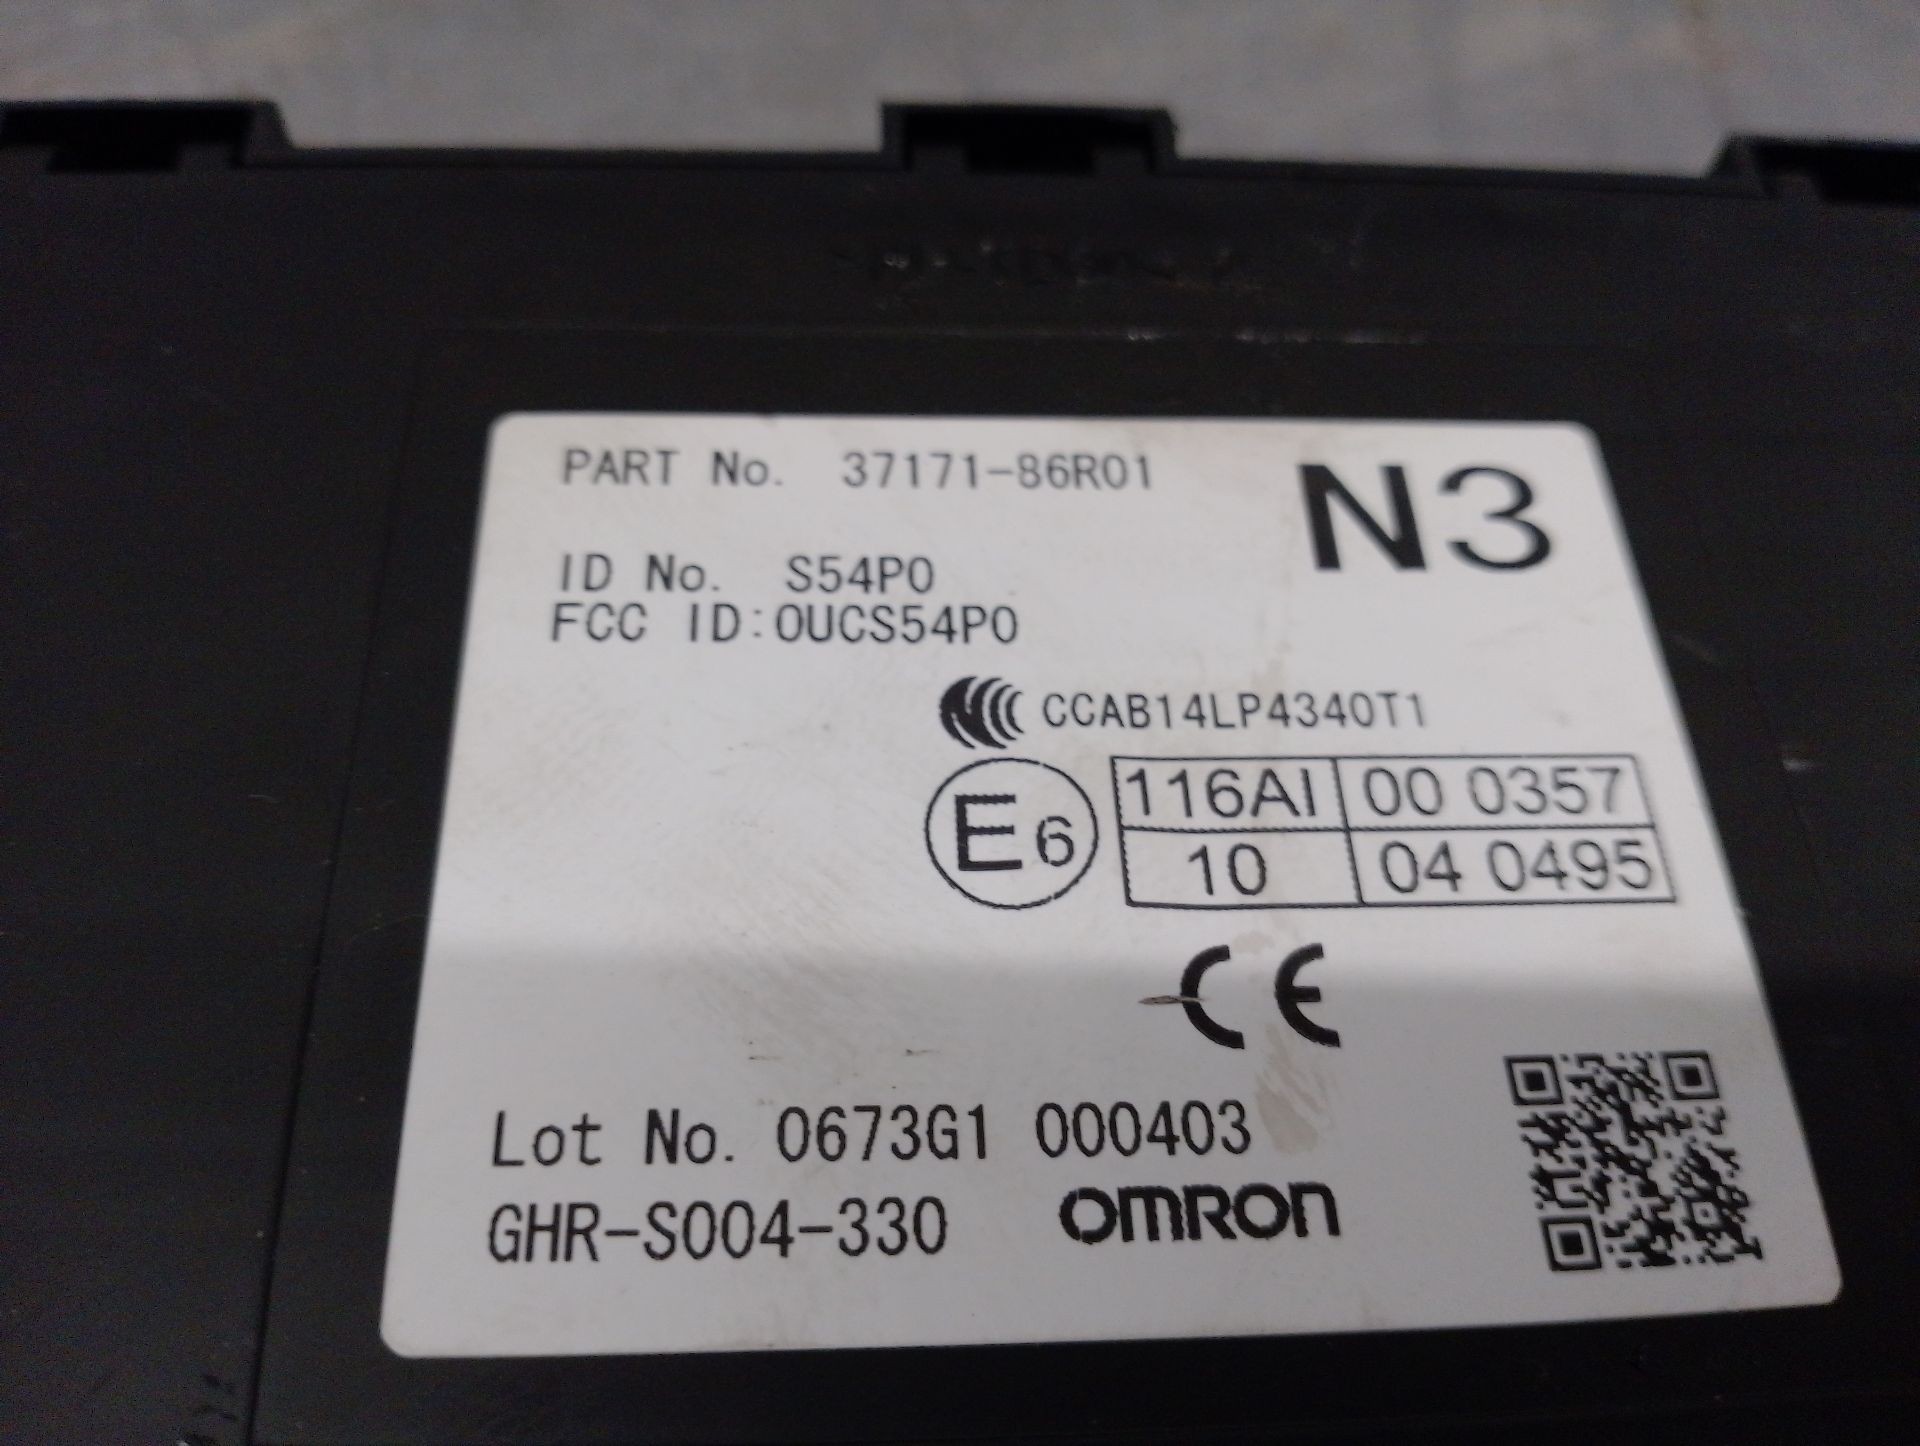 PART No. 37171-86R01
N3
ID No. S54P0
FCC ID:OUCS54P0
CCAB14LP4340T1
E6
116AI 00 0357
10 04 0495
CE
Lot No. 0673G1 000403
GHR-S004-330 OMRON